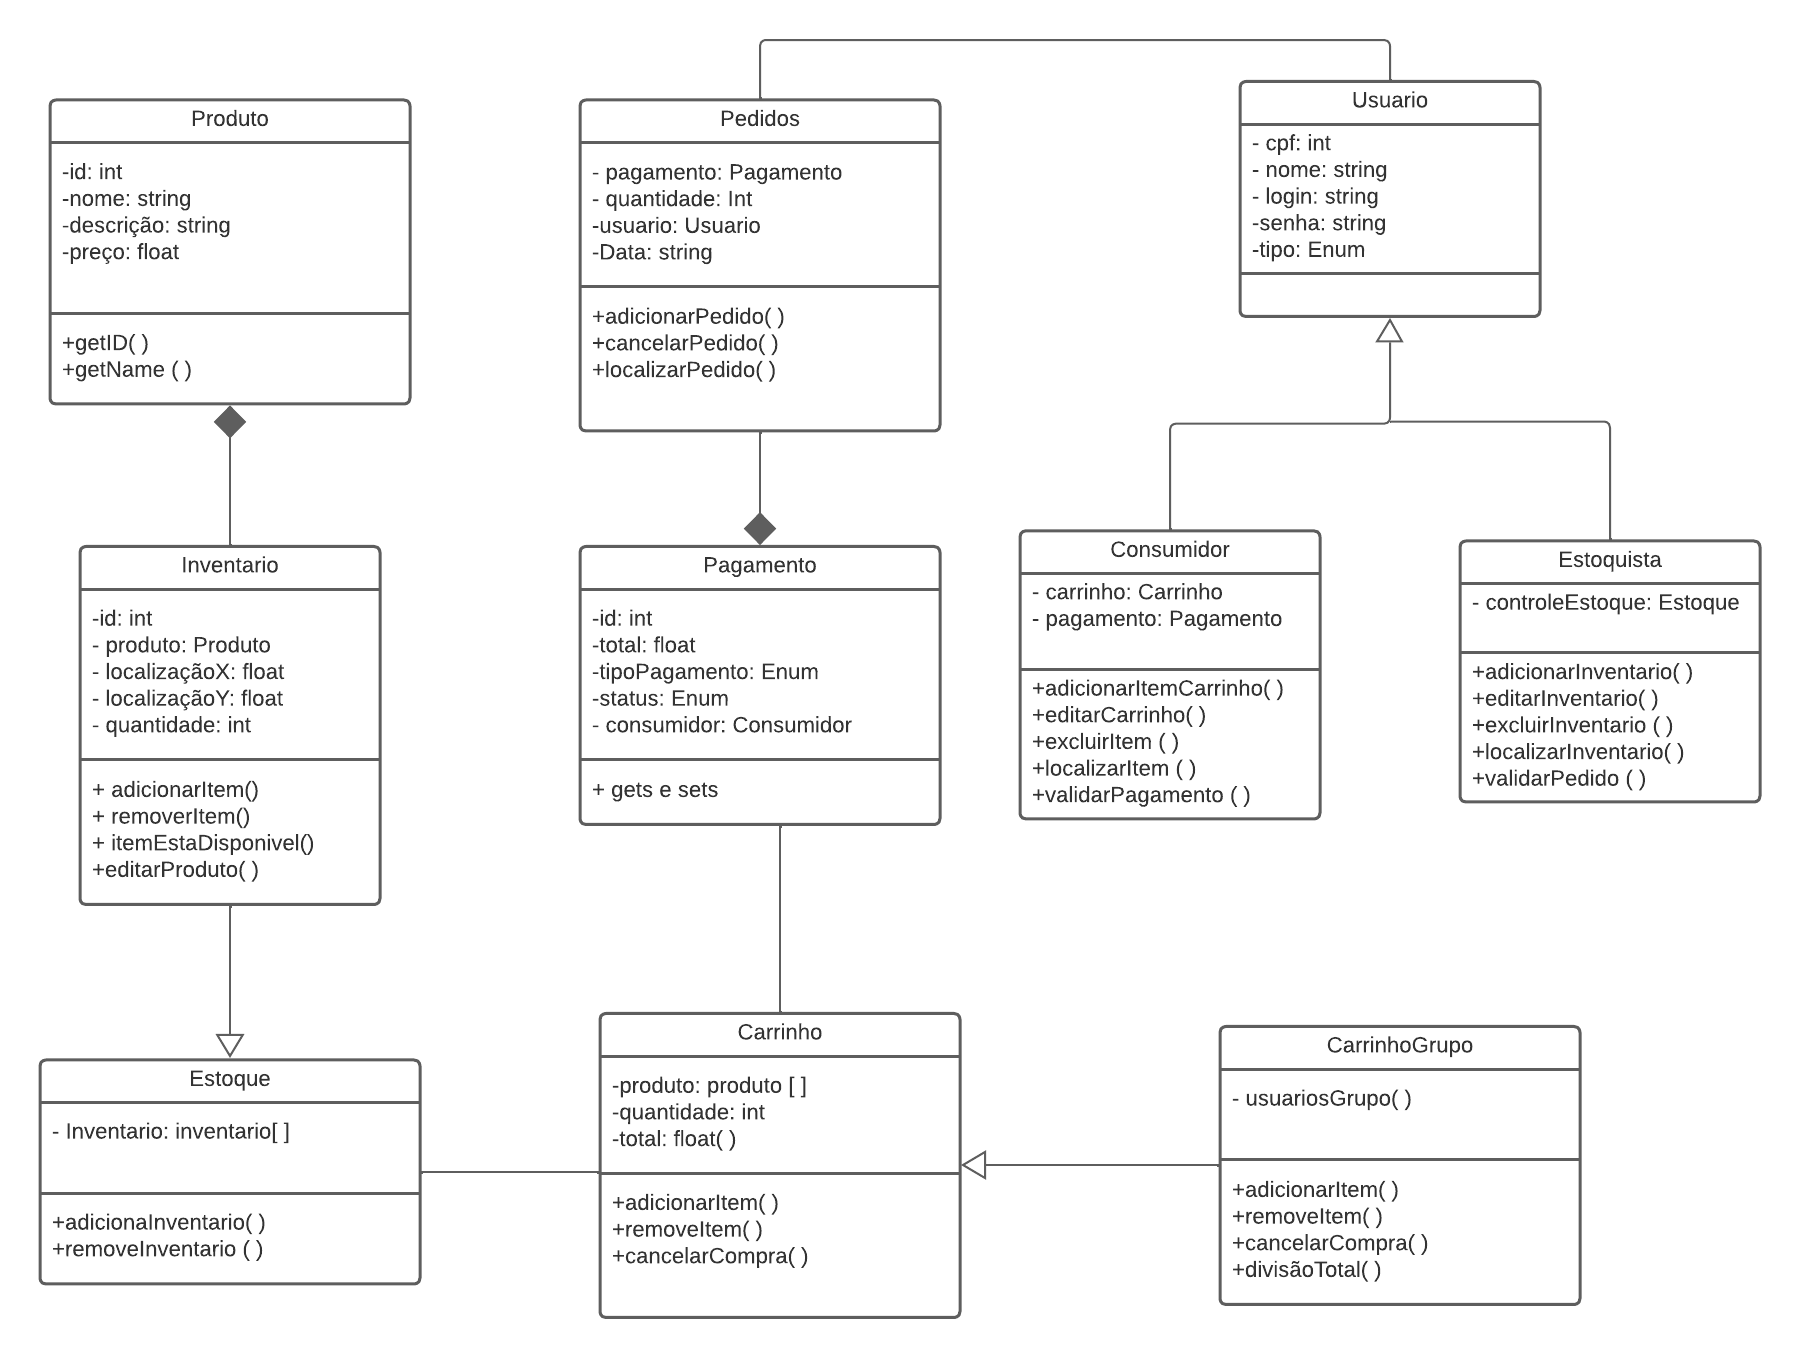 Produto
-id: int
-nome: string
-descrição: string
-preço: float
+getID( )
+getName ( )
Pedidos
- pagamento: Pagamento
- quantidade: Int
-usuario: Usuario
-Data: string
+adicionarPedido( )
+cancelarPedido( )
+localizarPedido( )
Usuario
- cpf: int
- nome: string
- login: string
-senha: string
-tipo: Enum
Inventario
-id: int
- produto: Produto
- localizaçãoX: float
- localizaçãoY: float
- quantidade: int
+ adicionarItem()
+ removerItem()
+ itemEstaDisponivel()
+editarProduto( )
Pagamento
-id: int
-total: float
-tipoPagamento: Enum
-status: Enum
- consumidor: Consumidor
+ gets e sets
Consumidor
- carrinho: Carrinho
- pagamento: Pagamento
+adicionarItemCarrinho( )
+editarCarrinho( )
+excluirItem ( )
+localizarItem ( )
+validarPagamento ( )
Estoquista
- controleEstoque: Estoque
+adicionarInventario( )
+editarInventario( )
+excluirInventario ( )
+localizarInventario( )
+validarPedido ( )
Estoque
- Inventario: inventario[ ]
+adicionaInventario( )
+removeInventario ( )
Carrinho
-produto: produto [ ]
-quantidade: int
-total: float( )
+adicionarItem( )
+removeItem( )
+cancelarCompra( )
CarrinhoGrupo
- usuariosGrupo( )
+adicionarItem( )
+removeItem( )
+cancelarCompra( )
+divisãoTotal( )